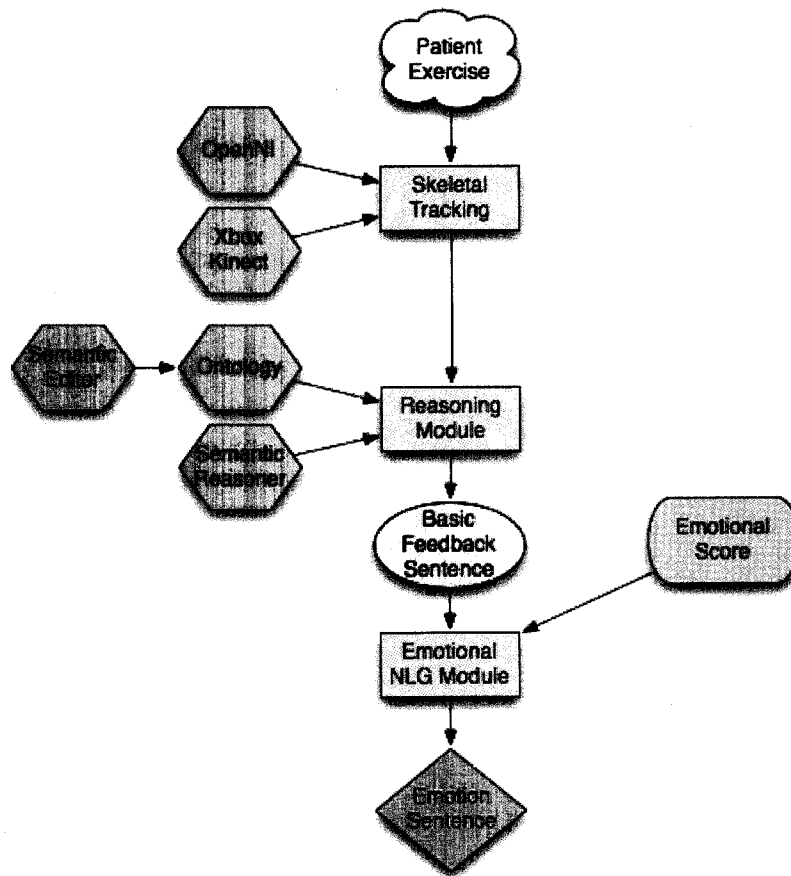 Patient
Exercise
OpenNI
Skeletal
Tracking
Xbox
Kinect
Semantic
Editer
Ontology
Reasoning
Module
Semantic
Reasoner
Basic
Feedback
Sentence
Emotional
Score
Emotional
NLG Module
Emotion
Sentence